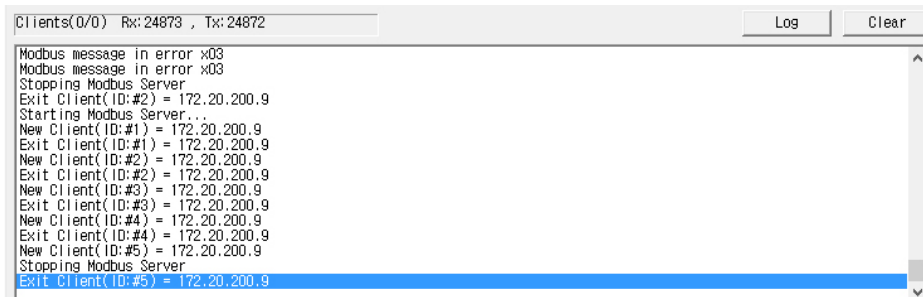 Clients(0/0) Rx:24873 , Tx:24872
Log
Clear
Modbus message in error x03
Modbus message in error x03
Stopping Modbus Server
Exit Client(ID:#2) = 172.20.200.9
Starting Modbus Server...
New Client(ID:#1) = 172.20.200.9
Exit Client(ID:#1) = 172.20.200.9
New Client(ID:#2) = 172.20.200.9
Exit Client(ID:#2) = 172.20.200.9
New Client(ID:#3) = 172.20.200.9
Exit Client(ID:#3) = 172.20.200.9
New Client(ID:#4) = 172.20.200.9
Exit Client(ID:#4) = 172.20.200.9
New Client(ID:#5) = 172.20.200.9
Stopping Modbus Server
Exit Client(ID:#5) = 172.20.200.9